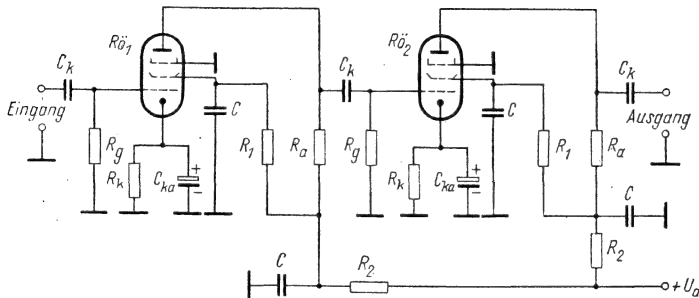 Rö1
Rö2
Ck
Ck
Ck
Eingang
Ausgang
C
C
Rg
R1
Ra
Rg
R1
Ra
Rk
Cka
+
−
Rk
Cka
+
−
C
C
R2
R2
+Ua